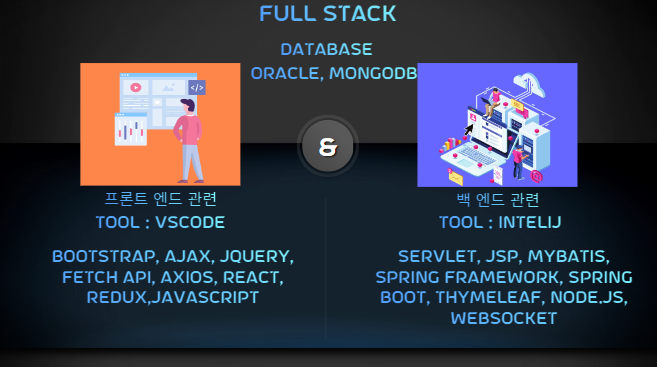 FULL STACK
DATABASE
ORACLE, MONGODB
</>
&
프론트 엔드 관련
TOOL : VSCODE
BOOTSTRAP, AJAX, JQUERY,
FETCH API, AXIOS, REACT,
REDUX,JAVASCRIPT
백 엔드 관련
TOOL : INTELIJ
SERVLET, JSP, MYBATIS,
SPRING FRAMEWORK, SPRING
BOOT, THYMELEAF, NODE.JS,
WEBSOCKET